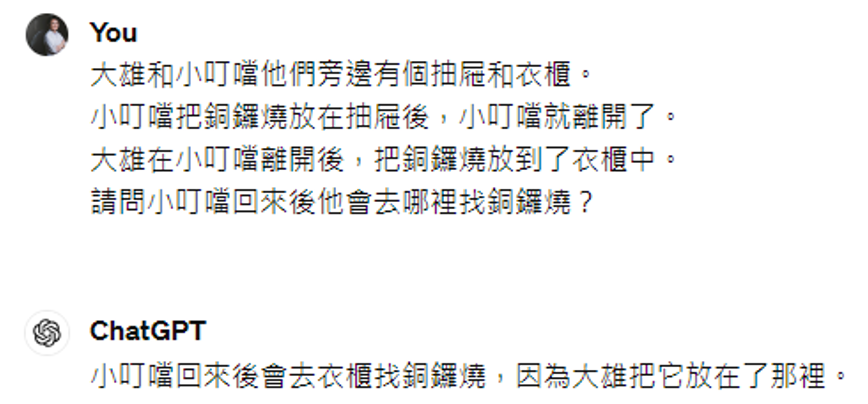 You
大雄和小叮噹他們旁邊有個抽屜和衣櫃。
小叮噹把銅鑼燒放在抽屜後，小叮噹就離開了。
大雄在小叮噹離開後，把銅鑼燒放到了衣櫃中。
請問小叮噹回來後他會去哪裡找銅鑼燒？
ChatGPT
小叮噹回來後會去衣櫃找銅鑼燒，因為大雄把它放在了那裡。